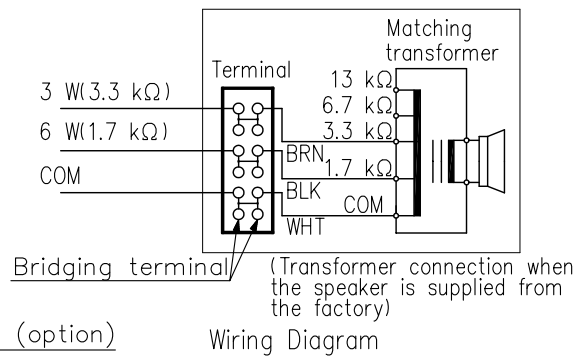 Matching
transformer
Terminal
13 kΩ
3 W(3.3 kΩ)
6.7 kΩ
3.3 kΩ
6 W(1.7 kΩ)
BRN
1.7 kΩ
COM
BLK
COM
WHT
Bridging terminal
(Transformer connection when
the speaker is supplied from
the factory)
(option)
Wiring Diagram